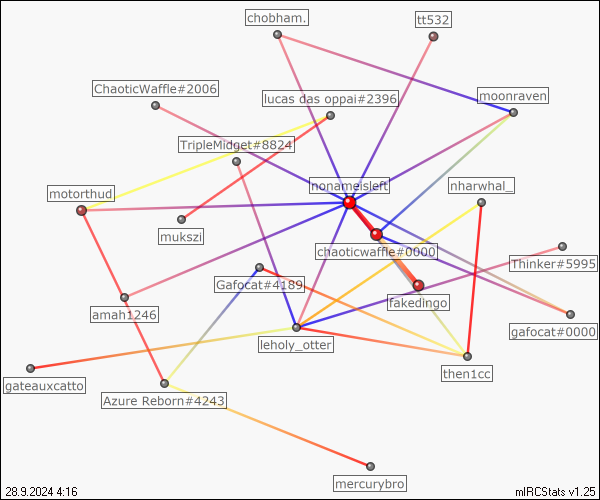 chobham.
tt532
ChaoticWaffle#2006
lucas das oppai#2396
moonraven
TripleMidget#8824
nonameisleft
nharwhal_
motorthud
mukszi
chaoticwaffle#0000
Thinker#5995
Gafocat#4189
fakedingo
amah1246
gafocat#0000
leholy_otter
then1cc
gateauxcatto
Azure Reborn#4243
mercurybro
28.9.2024 4:16
mIRCStats v1.25